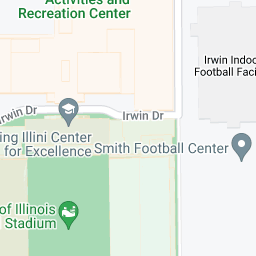 Activities and
Recreation Center
Irwin Indoo
Football Faci
Irwin Dr
Irwin Dr
ing Illini Center
for Excellence
Smith Football Center
of Illinois
Stadium